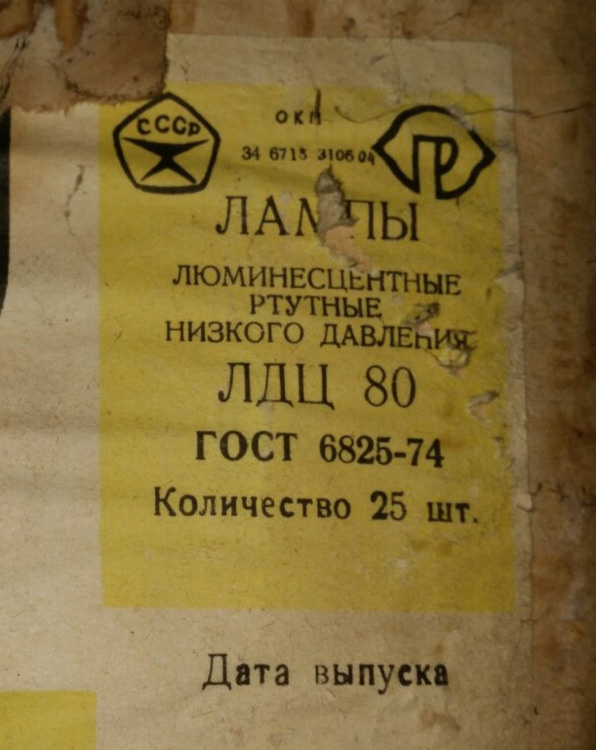 СССР
ОКП
34 6715 3106 04
ЛАМПЫ
ЛЮМИНЕСЦЕНТНЫЕ
РТУТНЫЕ
НИЗКОГО ДАВЛЕНИЯ
ЛДЦ 80
ГОСТ 6825-74
Количество 25 шт.
Дата выпуска